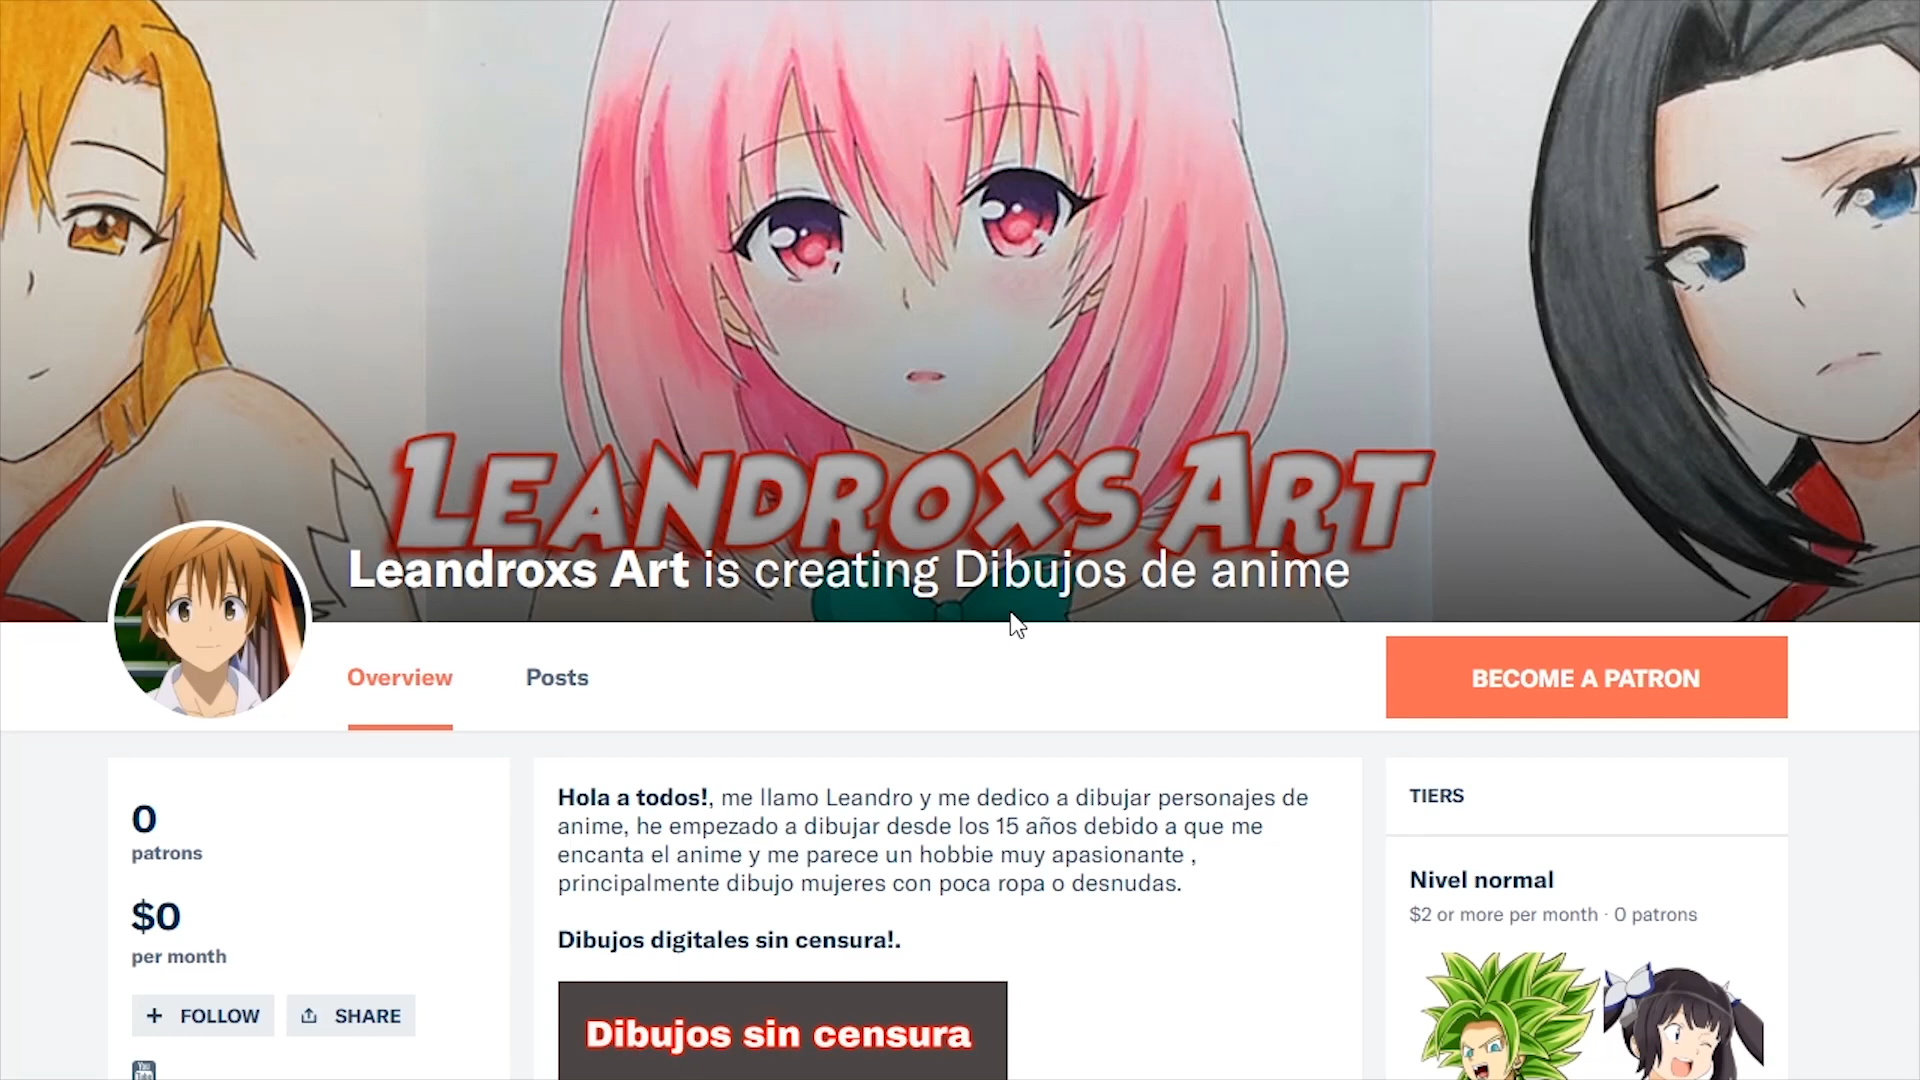 LEANDROXS ART
Leandroxs Art is creating Dibujos de anime
Overview
Posts
BECOME A PATRON
0
patrons
$0
per month
+ FOLLOW
SHARE
You
Tube
Hola a todos!, me llamo Leandro y me dedico a dibujar personajes de
anime, he empezado a dibujar desde los 15 años debido a que me
encanta el anime y me parece un hobbie muy apasionante ,
principalmente dibujo mujeres con poca ropa o desnudas.
Dibujos digitales sin censura!.
Dibujos sin censura
TIERS
Nivel normal
$2 or more per month · 0 patrons